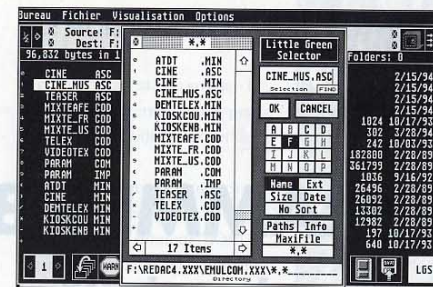 Bureau Fichier Visualisation Options
Source: F:
Dest: F:
96,832 bytes in 1
CINE ASC
CINE_MUS ASC
TEASER ASC
MIXTEAFE COD
MIXTE_FR COD
MIXTE_US COD
TELEX COD
VIDEOTEX COD
PARAM COM
PARAM IMP
ATDT MIN
CINE MIN
DEMTELEX MIN
KIOSKCOU MIN
KIOSKENB MIN
*.*
ATDT .MIN
CINE .ASC
CINE .MIN
CINE_MUS.ASC
DEMTELEX.MIN
KIOSKCOU.MIN
KIOSKENB.MIN
MIXTEAFE.COD
MIXTE_FR.COD
MIXTE_US.COD
PARAM .COM
PARAM .IMP
TEASER .ASC
TELEX .COD
VIDEOTEX.COD
17 Items
F:\REDAC4.XXX\EMULCOM.XXX\*.*
Directory
Little Green
Selector
CINE_MUS.ASC
Selection FIND
OK CANCEL
A B C D
E F G H
I J K L
M N O P
Name Ext
Size Date
No Sort
Paths Info
MaxiFile
*.*
Folders: 0
2/15/94
2/15/94
2/15/94
1024 10/17/93
302 3/28/94
242 10/03/93
182800 2/28/89
361799 2/28/89
1036 9/16/92
26496 2/28/89
26092 2/28/89
13302 2/28/89
12982 2/28/89
197 10/17/93
640 10/17/93
1
WARN
LGS